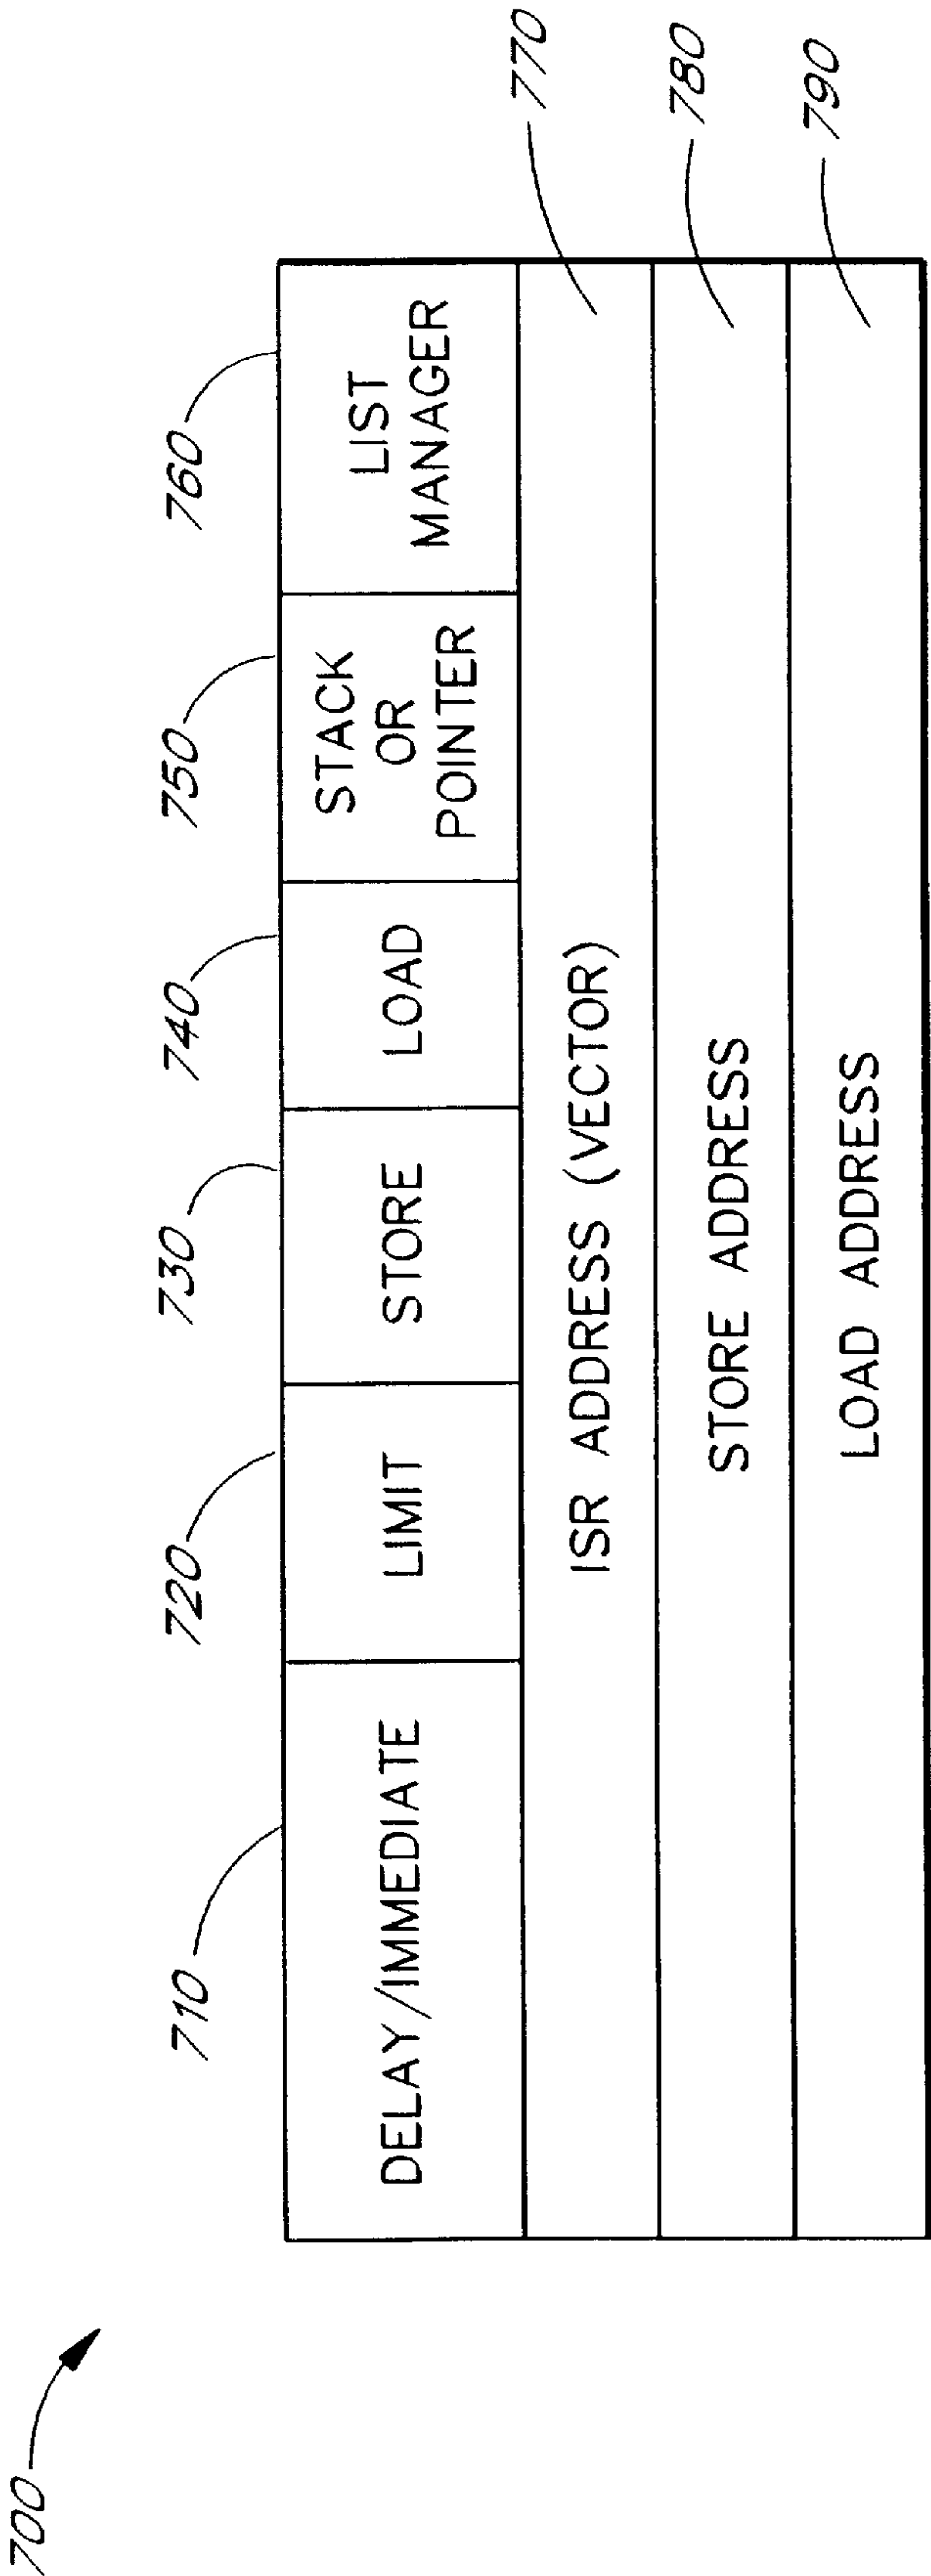 700
710
720
730
740
750
760
DELAY/IMMEDIATE
LIMIT
STORE
LOAD
STACK
OR
POINTER
LIST
MANAGER
ISR ADDRESS (VECTOR)
770
STORE ADDRESS
780
LOAD ADDRESS
790